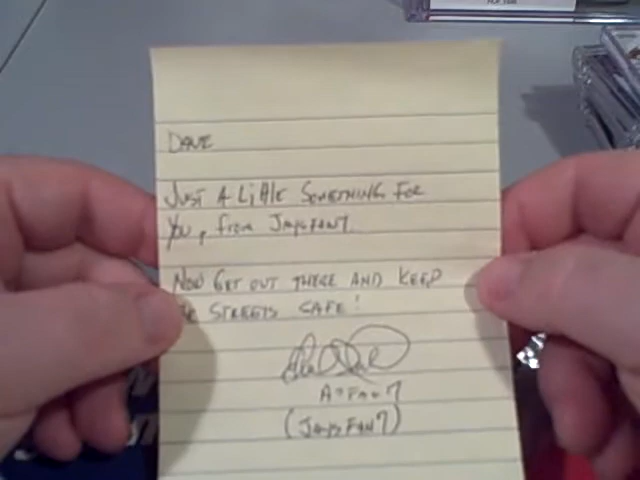 DAVE
JUST A LittlE SOMETHING FOR
You, from JAYSFAN7.
NOW GET OUT THERE AND KEEP
STREETS SAFE!
(JAYSFAN7)